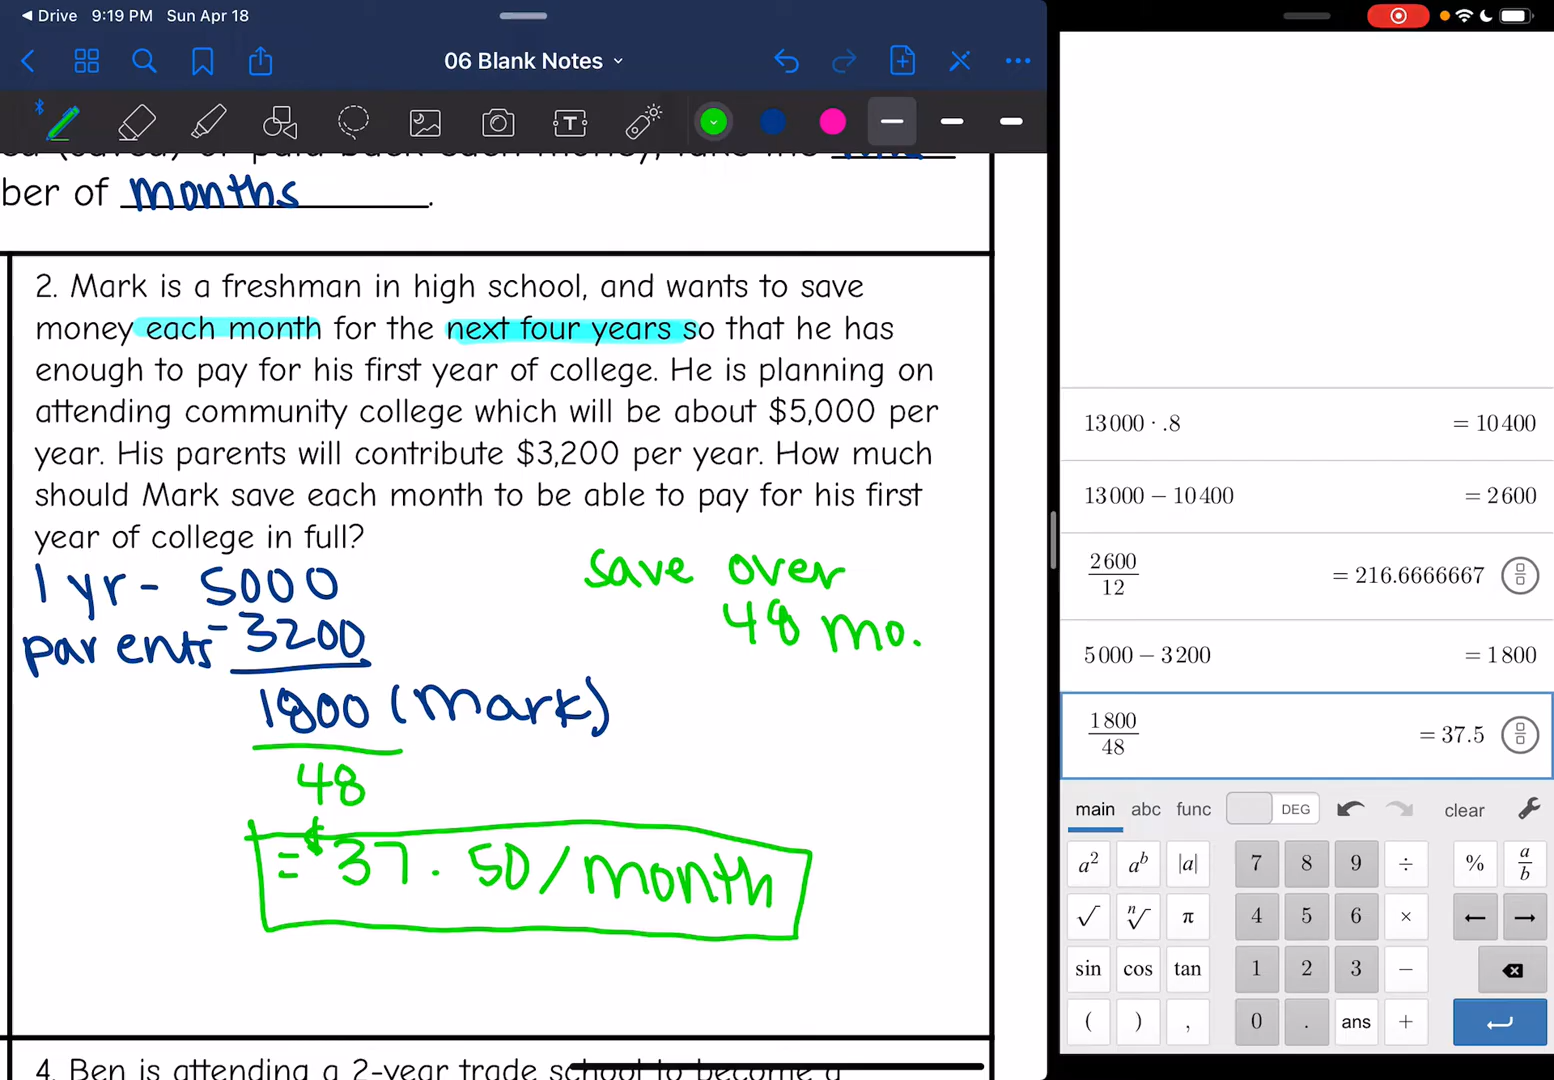 Drive 9:19 PM Sun Apr 18
06 Blank Notes
ber of months.
2. Mark is a freshman in high school, and wants to save
money each month for the next four years so that he has
enough to pay for his first year of college. He is planning on
attending community college which will be about $5,000 per
year. His parents will contribute $3,200 per year. How much
should Mark save each month to be able to pay for his first
year of college in full?
save over
48 mo.
1 yr - 5000
parents - 3200
1800 (Mark)
48
= $37.50/month
4. Ben is attending a 2-year trade school to become a
13000 · .8 = 10400
13000 − 10400 = 2600
2600
12
= 216.6666667
5000 − 3200 = 1800
1800
48
= 37.5
main abc func DEG clear
a² aᵇ |a| 7 8 9 ÷ % a/b
√ ⁿ√ π 4 5 6 × ← →
sin cos tan 1 2 3 −
( ) , 0 . ans +